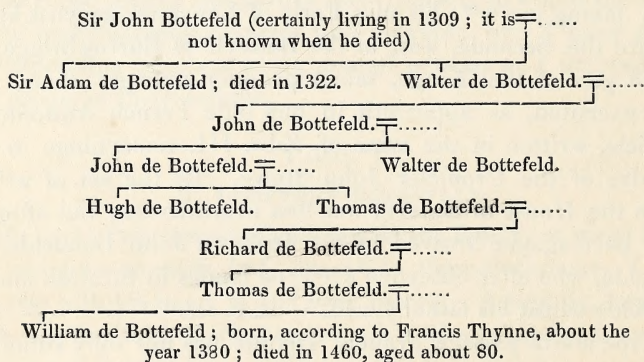 Sir John Bottefeld (certainly living in 1309 ; it is = ......
not known when he died)
Sir Adam de Bottefeld ; died in 1322. Walter de Bottefeld. = ......
John de Bottefeld. = ......
John de Bottefeld. = ...... Walter de Bottefeld.
Hugh de Bottefeld. Thomas de Bottefeld. = ......
Richard de Bottefeld. = ......
Thomas de Bottefeld. = ......
William de Bottefeld ; born, according to Francis Thynne, about the
year 1380 ; died in 1460, aged about 80.